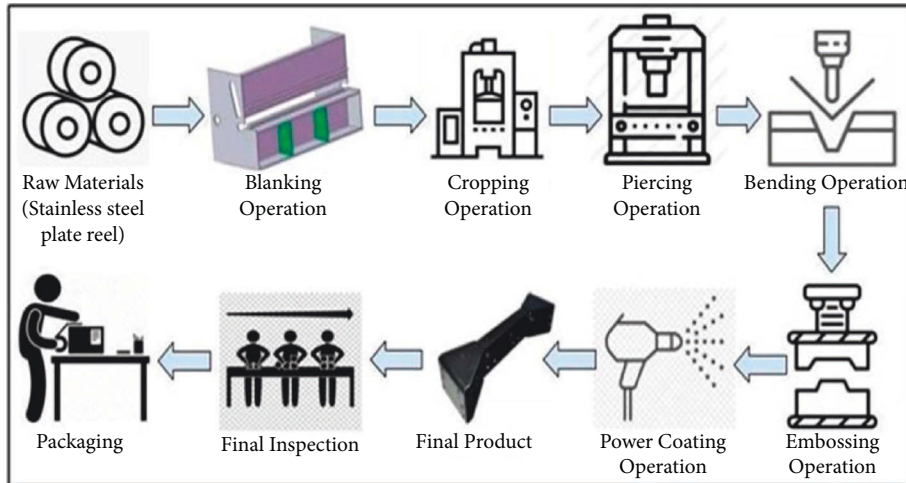 Raw Materials
(Stainless steel
plate reel)
Blanking
Operation
Cropping
Operation
Piercing
Operation
Bending Operation
Packaging
Final Inspection
Final Product
Power Coating
Operation
Embossing
Operation